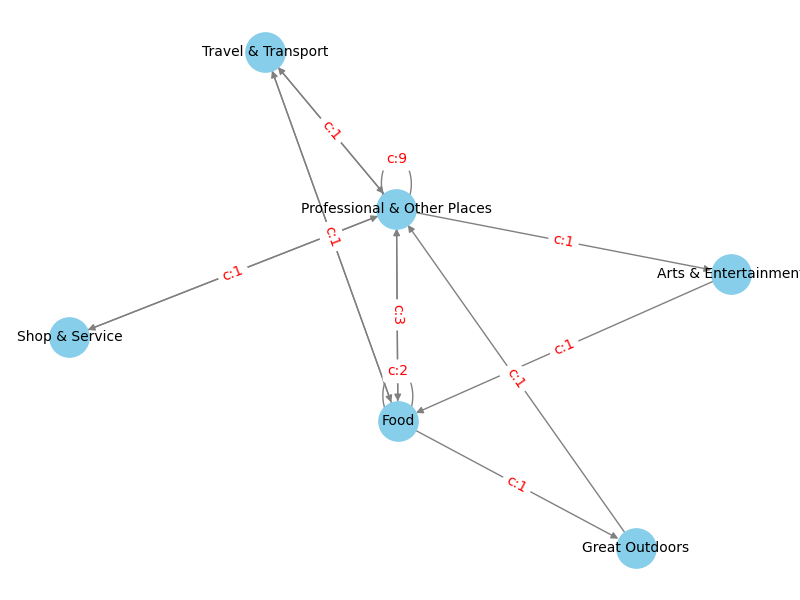 Travel & Transport
c:1
c:9
Professional & Other Places
c:1
c:1
c:1
Arts & Entertainment
c:3
Shop & Service
c:1
c:2
c:1
Food
c:1
Great Outdoors